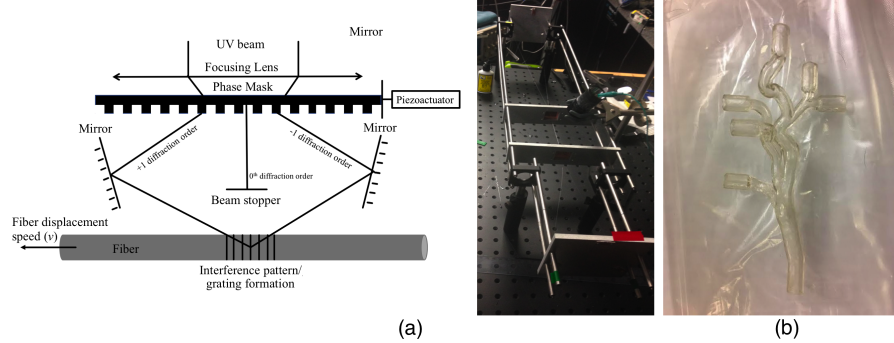 Mirror
UV beam
Focusing Lens
Phase Mask
Piezoactuator
Mirror
Mirror
+1 diffraction order
-1 diffraction order
0th diffraction order
Beam stopper
Fiber displacement
speed (v)
Fiber
Interference pattern/
grating formation
(a)
(b)